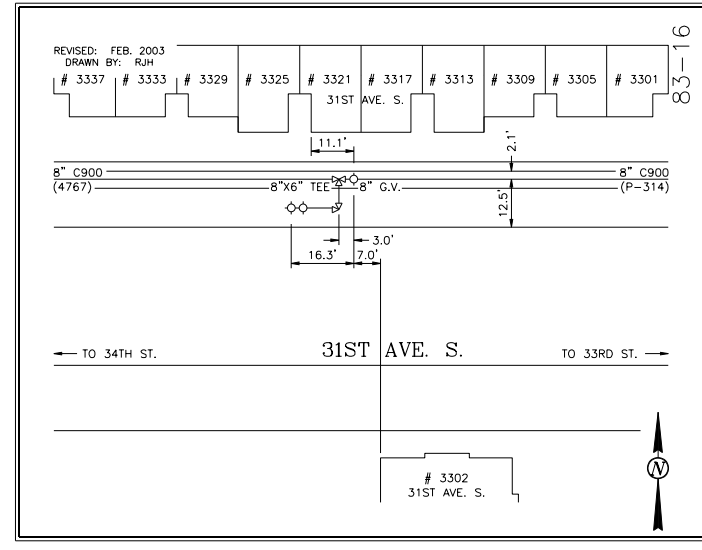 REVISED: FEB. 2003
DRAWN BY: RJH
83-16
# 3337 # 3333 # 3329 # 3325 # 3321 # 3317 # 3313 # 3309 # 3305 # 3301
31ST AVE. S.
11.1'
2.1'
8" C900 8" C900
(4767) 8"X6" TEE 8" G.V. (P-314)
12.5'
3.0'
16.3' 7.0'
TO 34TH ST. 31ST AVE. S. TO 33RD ST.
N
# 3302
31ST AVE. S.